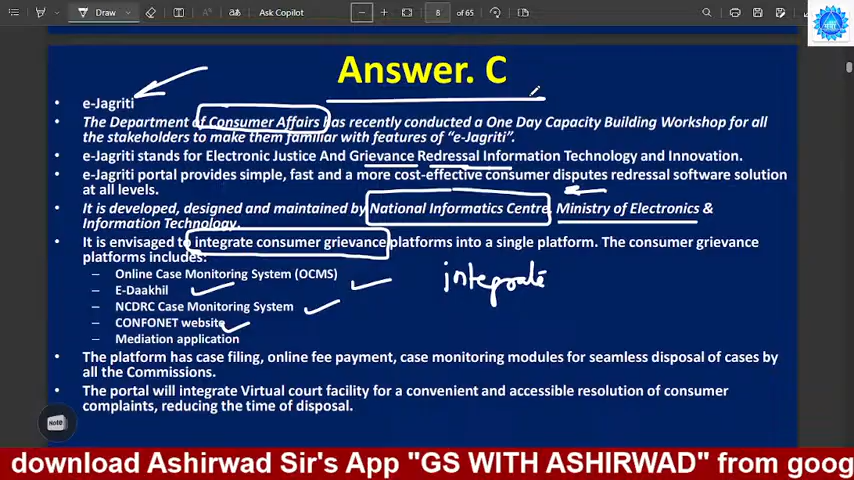 Draw
Ask Copilot
8 of 65
Answer. C
• e-Jagriti
• The Department of Consumer Affairs has recently conducted a One Day Capacity Building Workshop for all
the stakeholders to make them familiar with features of "e-Jagriti".
• e-Jagriti stands for Electronic Justice And Grievance Redressal Information Technology and Innovation.
• e-Jagriti portal provides simple, fast and a more cost-effective consumer disputes redressal software solution
at all levels.
• It is developed, designed and maintained by National Informatics Centre, Ministry of Electronics &
Information Technology.
• It is envisaged to integrate consumer grievance platforms into a single platform. The consumer grievance
platforms includes:
– Online Case Monitoring System (OCMS)
– E-Daakhil
– NCDRC Case Monitoring System
– CONFONET website
– Mediation application
integrate
• The platform has case filing, online fee payment, case monitoring modules for seamless disposal of cases by
all the Commissions.
• The portal will integrate Virtual court facility for a convenient and accessible resolution of consumer
complaints, reducing the time of disposal.
Note
download Ashirwad Sir's App "GS WITH ASHIRWAD" from goog